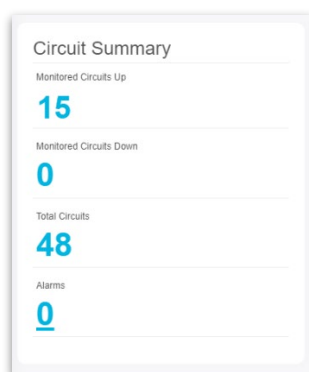 Circuit Summary
Monitored Circuits Up
15
Monitored Circuits Down
0
Total Circuits
48
Alarms
0